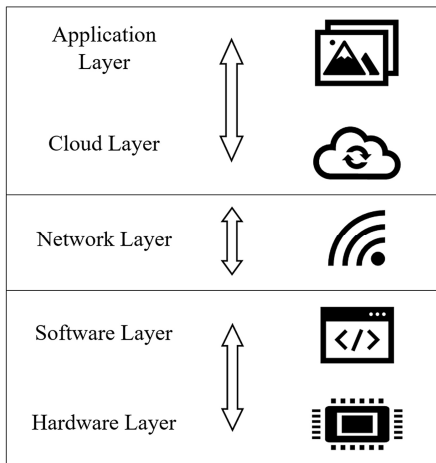 Application
Layer
Cloud Layer
Network Layer
Software Layer
</>
Hardware Layer